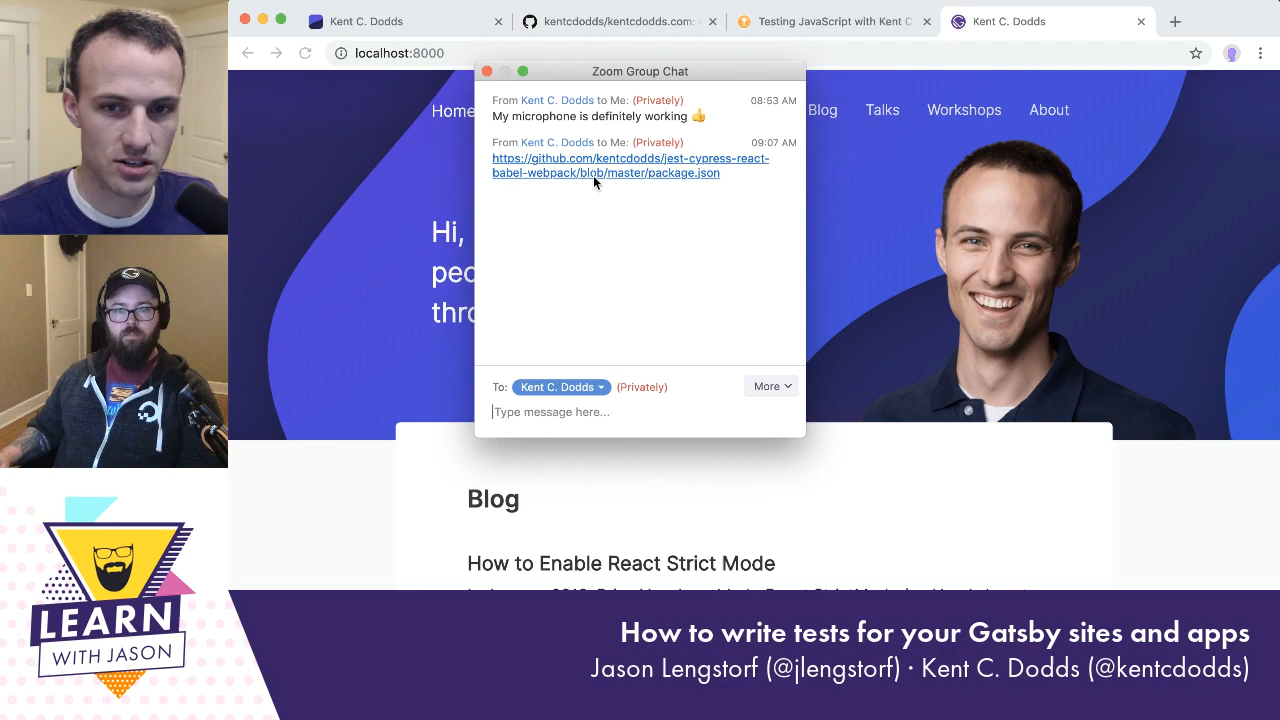 Kent C. Dodds
kentcdodds/kentcdodds.com:
Testing JavaScript with Kent C
Kent C. Dodds
localhost:8000
Zoom Group Chat
From Kent C. Dodds to Me: (Privately) 08:53 AM
My microphone is definitely working 👍
From Kent C. Dodds to Me: (Privately) 09:07 AM
https://github.com/kentcdodds/jest-cypress-react-
babel-webpack/blob/master/package.json
To: Kent C. Dodds (Privately) More
Type message here...
Home Blog Talks Workshops About
Hi,
Blog
How to Enable React Strict Mode
LEARN
WITH JASON
How to write tests for your Gatsby sites and apps
Jason Lengstorf (@jlengstorf) · Kent C. Dodds (@kentcdodds)